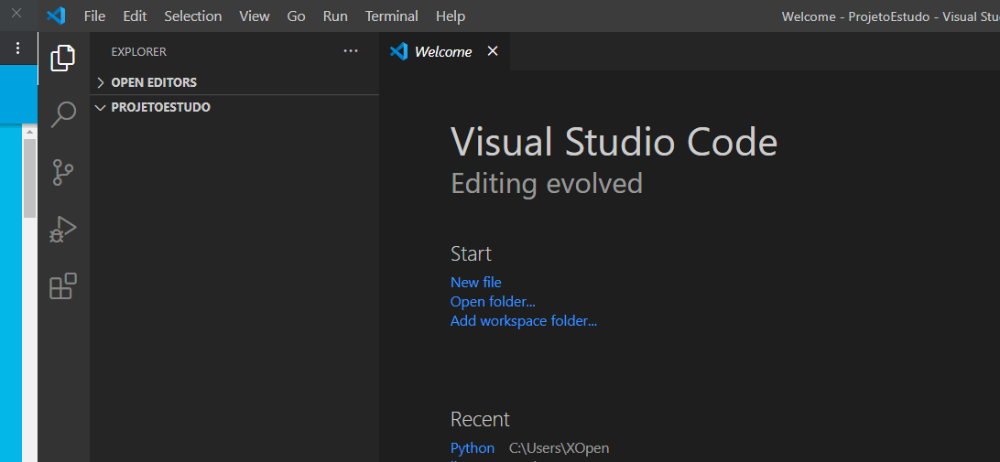 File Edit Selection View Go Run Terminal Help Welcome - ProjetoEstudo - Visual
EXPLORER
Welcome
OPEN EDITORS
PROJETOESTUDO
Visual Studio Code
Editing evolved
Start
New file
Open folder...
Add workspace folder...
Recent
Python C:\Users\XOpen